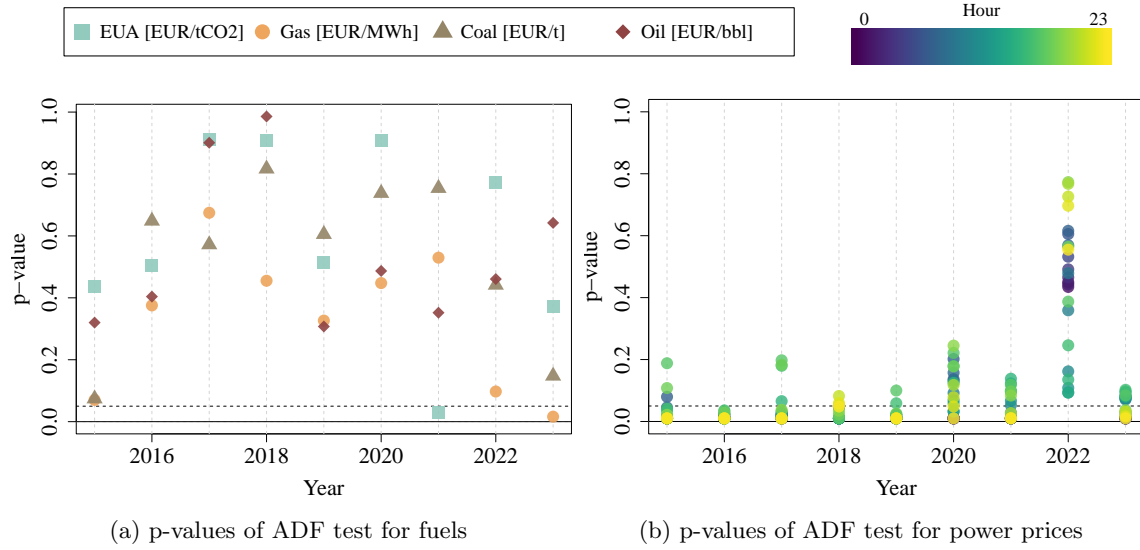 EUA [EUR/tCO2] Gas [EUR/MWh] Coal [EUR/t] Oil [EUR/bbl]
Hour
0 23
1.0
0.8
0.6
0.4
0.2
0.0
p−value
2016 2018 2020 2022
Year
(a) p-values of ADF test for fuels
1.0
0.8
0.6
0.4
0.2
0.0
p−value
2016 2018 2020 2022
Year
(b) p-values of ADF test for power prices